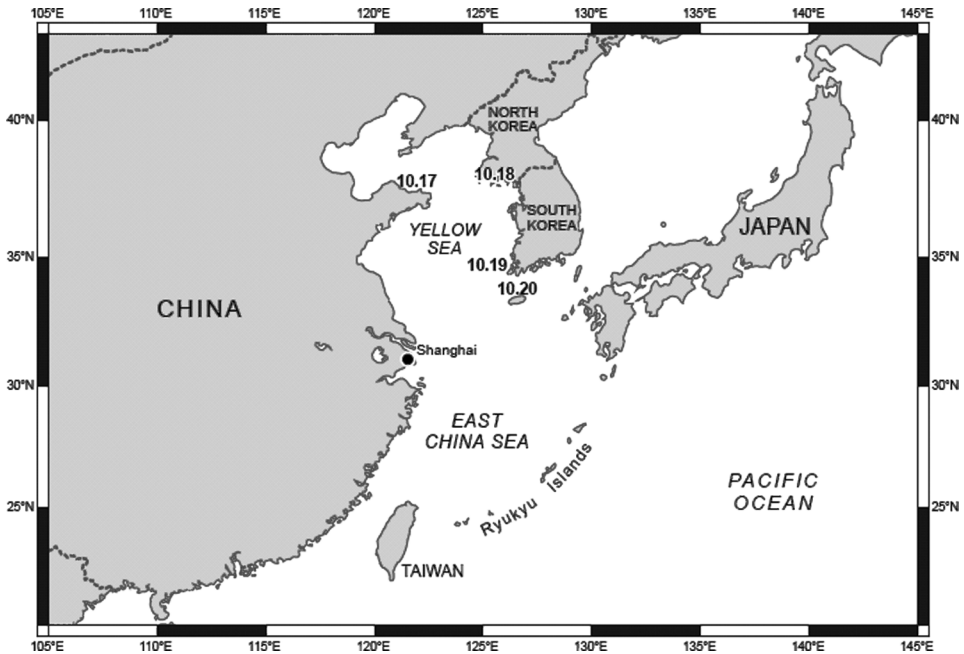 105°E 110°E 115°E 120°E 125°E 130°E 135°E 140°E 145°E
40°N 40°N
NORTH
KOREA
10.17
10.18
SOUTH
KOREA
YELLOW
SEA
JAPAN
35°N 35°N
10.19
10.20
CHINA
Shanghai
30°N 30°N
EAST
CHINA SEA
Ryukyu Islands
PACIFIC
OCEAN
25°N 25°N
TAIWAN
105°E 110°E 115°E 120°E 125°E 130°E 135°E 140°E 145°E